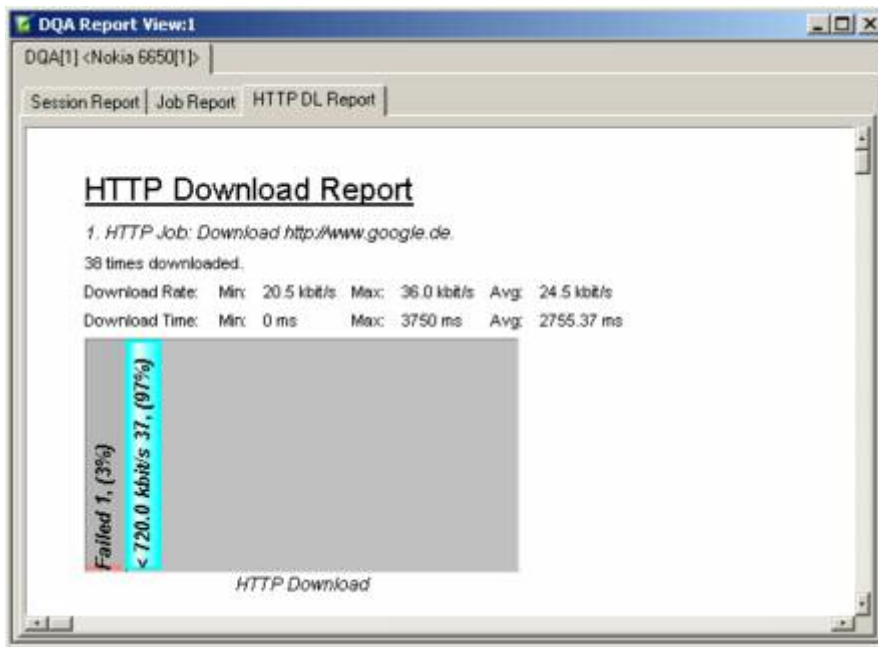 DQA Report View:1
DQA[1] <Nokia 6650[1]>
Session Report Job Report HTTP DL Report
HTTP Download Report
1. HTTP Job: Download http://www.google.de.
38 times downloaded.
Download Rate: Min: 20.5 kbit/s Max: 36.0 kbit/s Avg: 24.5 kbit/s
Download Time: Min: 0 ms Max: 3750 ms Avg: 2755.37 ms
Failed 1, (3%)
< 720.0 kbit/s 37, (97%)
HTTP Download